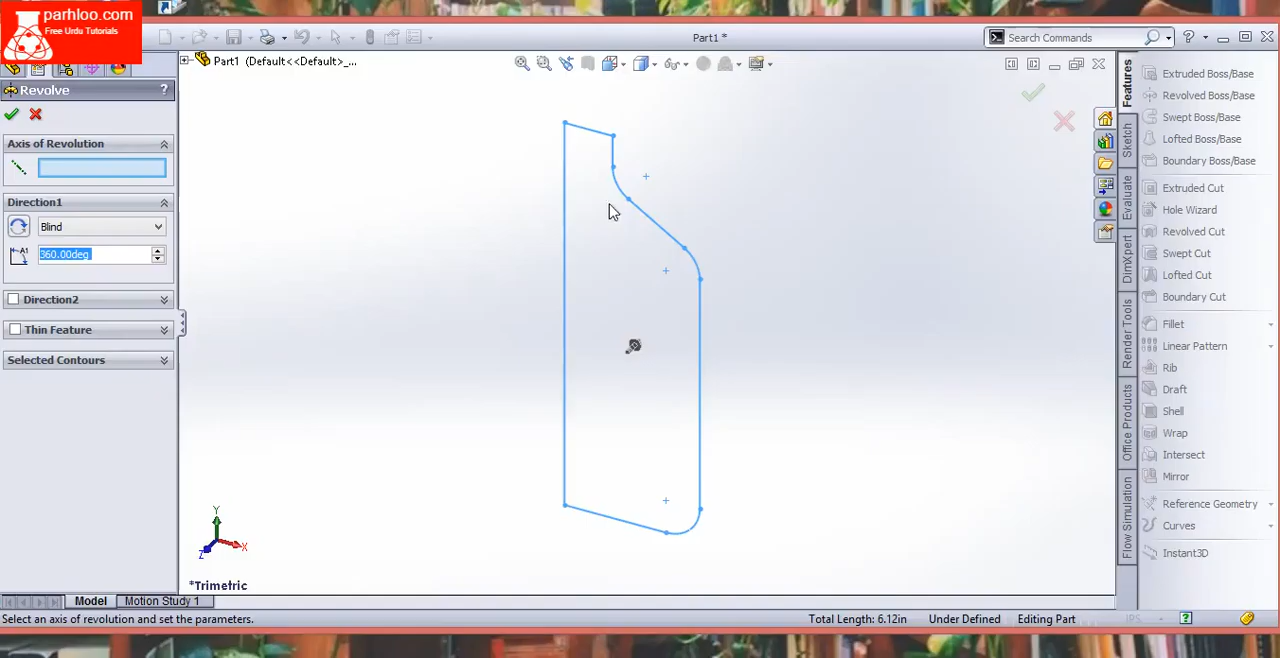 parhloo.com
Free Urdu Tutorials
Part1 *
Search Commands
?
Part1 (Default<<Default>_...
Revolve
?
Axis of Revolution
Direction1
Blind
A1
360.00deg
Direction2
Thin Feature
Selected Contours
Features
Sketch
Evaluate
DimXpert
Render Tools
Office Products
Flow Simulation
Extruded Boss/Base
Revolved Boss/Base
Swept Boss/Base
Lofted Boss/Base
Boundary Boss/Base
Extruded Cut
Hole Wizard
Revolved Cut
Swept Cut
Lofted Cut
Boundary Cut
Fillet
Linear Pattern
Rib
Draft
Shell
Wrap
Intersect
Mirror
Reference Geometry
Curves
Instant3D
Y
X
Z
*Trimetric
Model
Motion Study 1
Select an axis of revolution and set the parameters.
Total Length: 6.12in
Under Defined
Editing Part
IPS
?